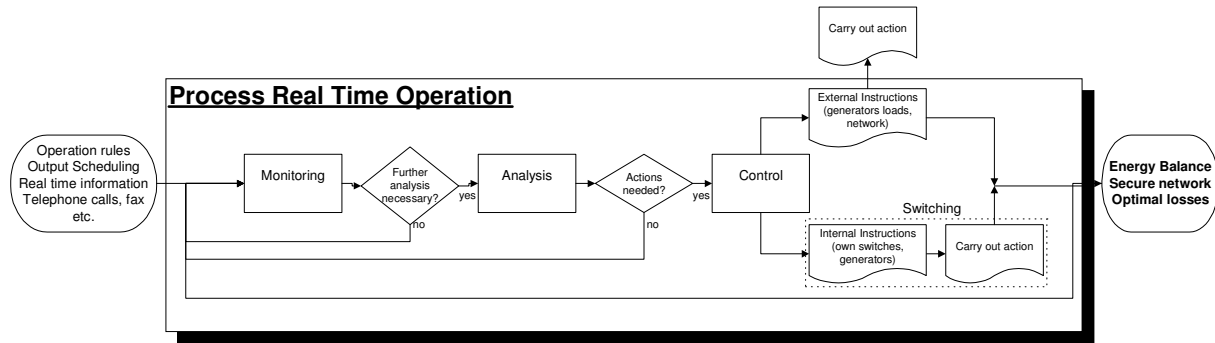 Carry out action
Process Real Time Operation
External Instructions
(generators loads,
network)
Operation rules
Output Scheduling
Real time information
Telephone calls, fax
etc.
Monitoring
Further
analysis
necessary?
yes
no
Analysis
Actions
needed?
yes
no
Control
Switching
Internal Instructions
(own switches,
generators)
Carry out action
Energy Balance
Secure network
Optimal losses